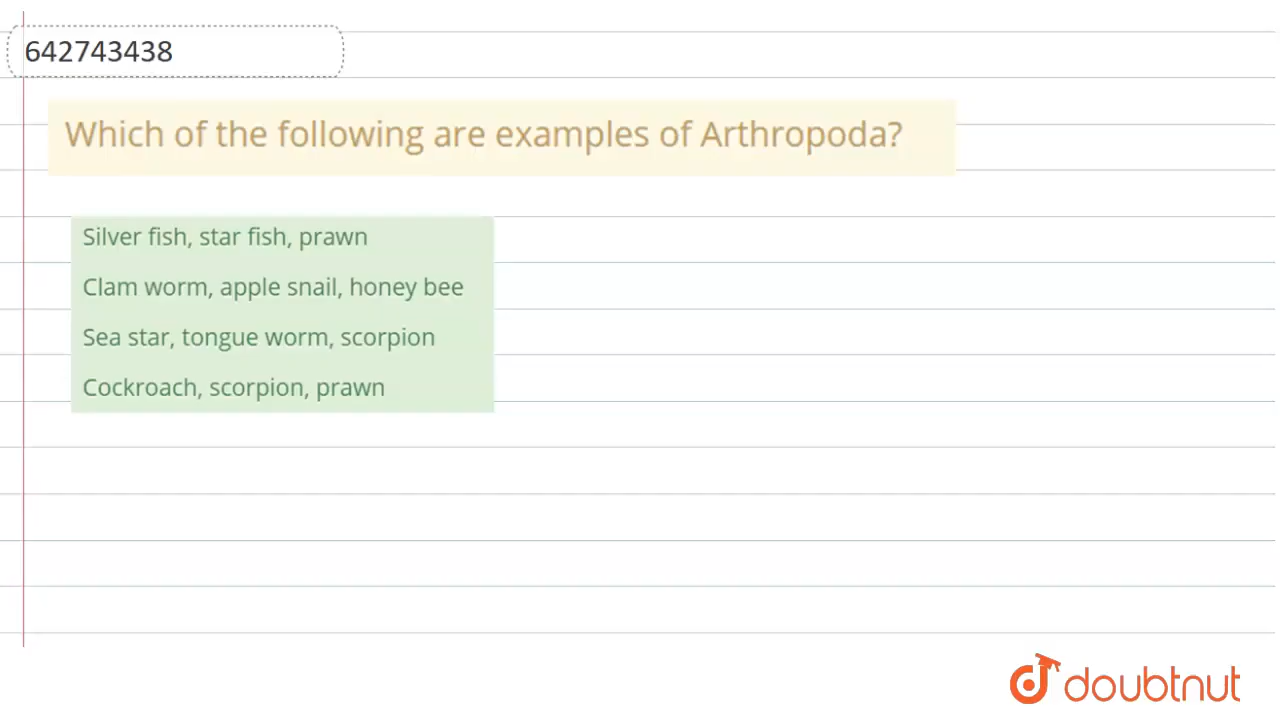 642743438
Which of the following are examples of Arthropoda?
Silver fish, star fish, prawn
Clam worm, apple snail, honey bee
Sea star, tongue worm, scorpion
Cockroach, scorpion, prawn
doubtnut